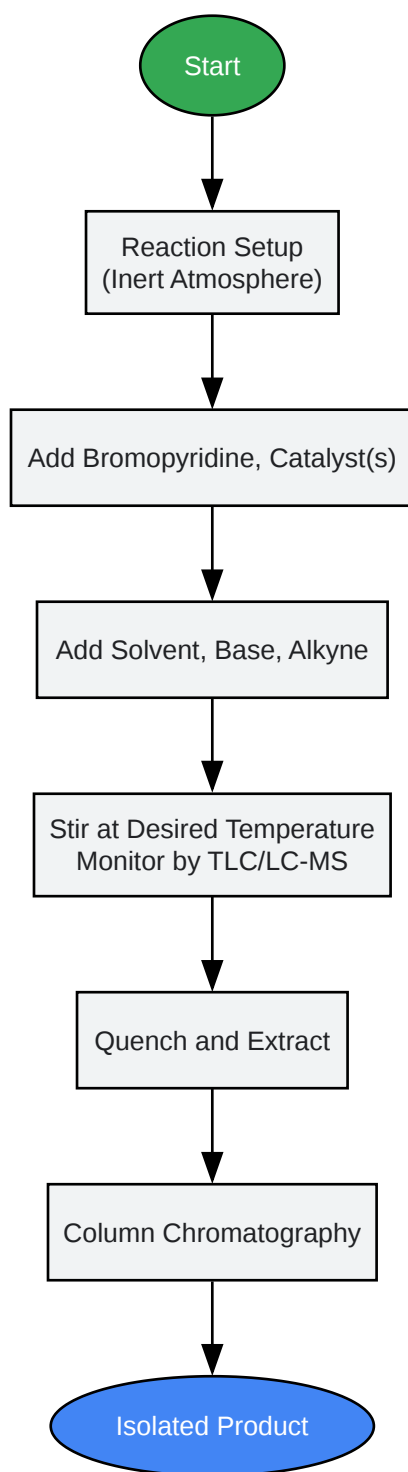 Start
Reaction Setup
(Inert Atmosphere)
Add Bromopyridine, Catalyst(s)
Add Solvent, Base, Alkyne
Stir at Desired Temperature
Monitor by TLC/LC-MS
Quench and Extract
Column Chromatography
Isolated Product